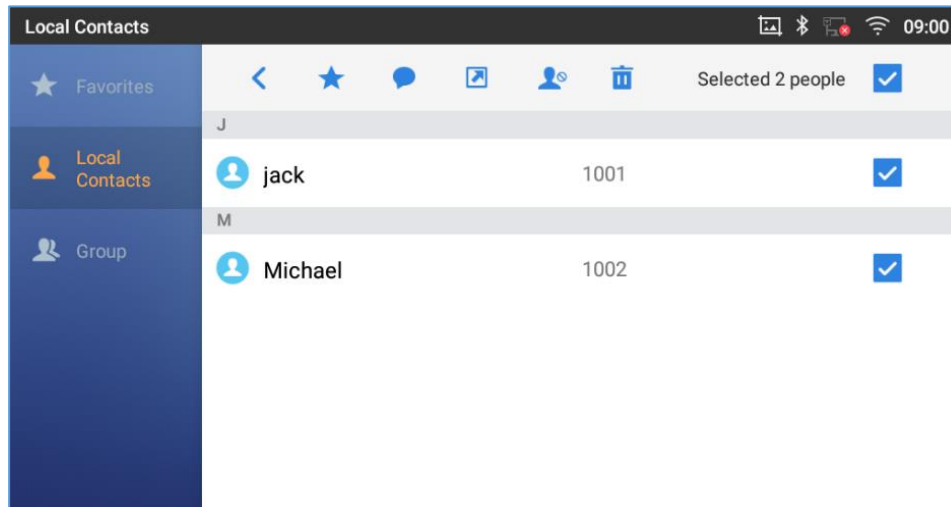 Local Contacts
09:00
Favorites
Selected 2 people
J
Local
Contacts
jack
1001
M
Group
Michael
1002